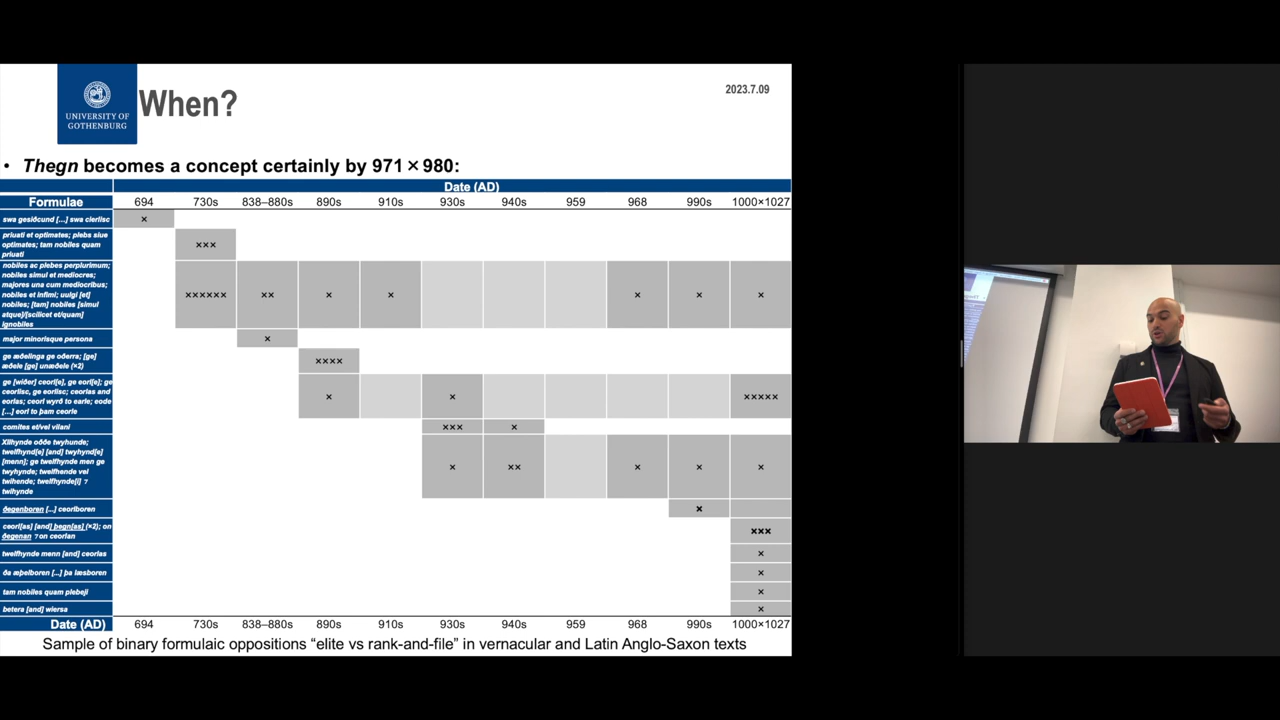 UNIVERSITY OF
GOTHENBURG
When?
2023.7.09
• Thegn becomes a concept certainly by 971 × 980:
Date (AD)
Formulae 694 730s 838–880s 890s 910s 930s 940s 959 968 990s 1000×1027
swa gesiðcund [...] swa cierlisc ×
priuati et optimates; plebs siue
optimates; tam nobiles quam
priuati ×××
nobiles ac plebes perplurimum;
nobiles simul et mediocres;
majores una cum mediocribus;
nobiles et infimi; uulgi [et]
nobiles; [tam] nobiles [simul
atque]/[scilicet et/quam]
ignobiles ×××××× ×× × × × × ×
major minorisque persona ×
ge æðelinga ge oðerra; [ge]
æðele [ge] unæðele (×2) ××××
ge [wiðer] ceorl[e], ge eorl[e]; ge
ceorlisc, ge eorlisc; ceorlas and
eorlas; ceorl wyrð to earle; eode
[...] eorl to þam ceorle × × ×××××
comites et/vel vilani ××× ×
XIIhynde oððe twyhunde;
twelfhynd[e] [and] twyhynd[e]
[menn]; ge twelfhynde men ge
twyhynde; twelfhende vel
twihende; twelfhynde[i] ⁊
twihynde × ×× × × ×
ðegenboren [...] ceorlboren ×
ceorl[as] [and] þegn[as] (×2); on
ðegenan ⁊ on ceorlan ×××
twelfhynde menn [and] ceorlas ×
ða æþelboren [...] þa læsboren ×
tam nobiles quam plebeji ×
betera [and] wiersa ×
Date (AD) 694 730s 838–880s 890s 910s 930s 940s 959 968 990s 1000×1027
Sample of binary formulaic oppositions “elite vs rank-and-file” in vernacular and Latin Anglo-Saxon texts